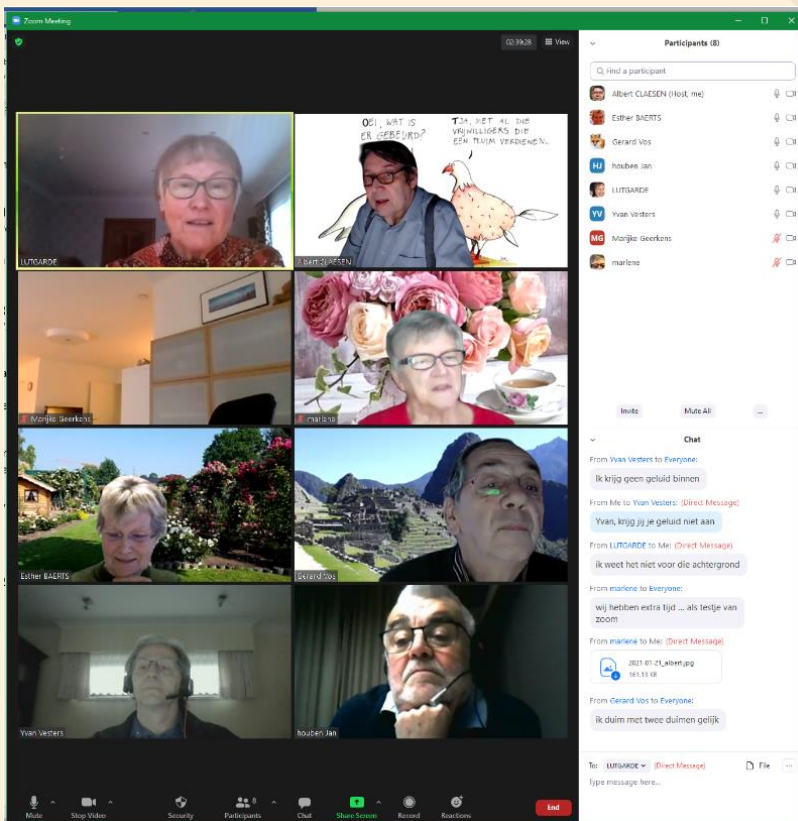 Zoom Meeting
02:39:28 View
OEI, WAT IS
ER GEBEURD?
TJA, MET AL DIE
VRIJWILLIGERS DIE
EEN PLUIM VERDIENEN...
LUTGARDE
Albert CLAESEN
Marijke Geerkens
marlene
Esther BAERTS
Gerard Vos
Yvan Vesters
houben Jan
Mute
Stop Video
Security
8
Participants
Chat
Share Screen
Record
Reactions
End
Participants (8)
Find a participant
Albert CLAESEN (Host, me)
Esther BAERTS
Gerard Vos
HJ houben Jan
LUTGARDE
YV Yvan Vesters
MG Marijke Geerkens
marlene
Invite Mute All ...
Chat
From Yvan Vesters to Everyone:
Ik krijg geen geluid binnen
From Me to Yvan Vesters: (Direct Message)
Yvan, krijg jij je geluid niet aan
From LUTGARDE to Me: (Direct Message)
ik weet het niet voor die achtergrond
From marlene to Everyone:
wij hebben extra tijd ... als testje van
zoom
From marlene to Me: (Direct Message)
2021-01-21_albert.jpg
From Gerard Vos to Everyone:
ik duim met twee duimen gelijk
To: LUTGARDE (Direct Message) File ...
Type message here...